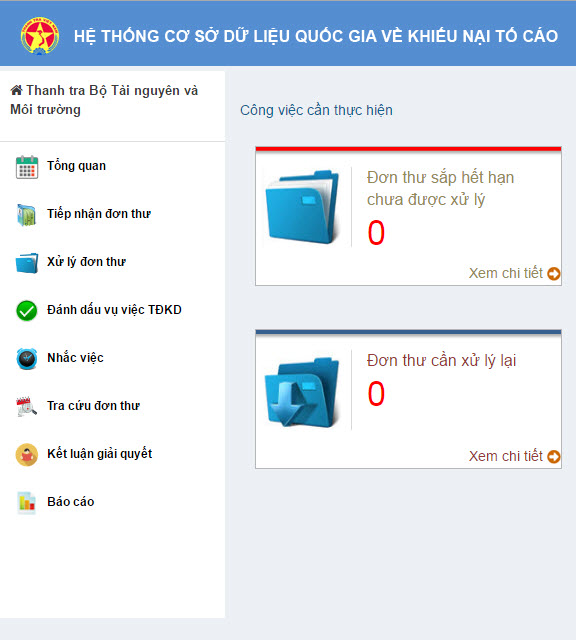 HỆ THỐNG CƠ SỞ DỮ LIỆU QUỐC GIA VỀ KHIẾU NẠI TỐ CÁO
Thanh tra Bộ Tài nguyên và
Môi trường
Tổng quan
Tiếp nhận đơn thư
Xử lý đơn thư
Đánh dấu vụ việc TĐKD
Nhắc việc
Tra cứu đơn thư
Kết luận giải quyết
Báo cáo
Công việc cần thực hiện
Đơn thư sắp hết hạn
chưa được xử lý
0
Xem chi tiết
Đơn thư cần xử lý lại
0
Xem chi tiết